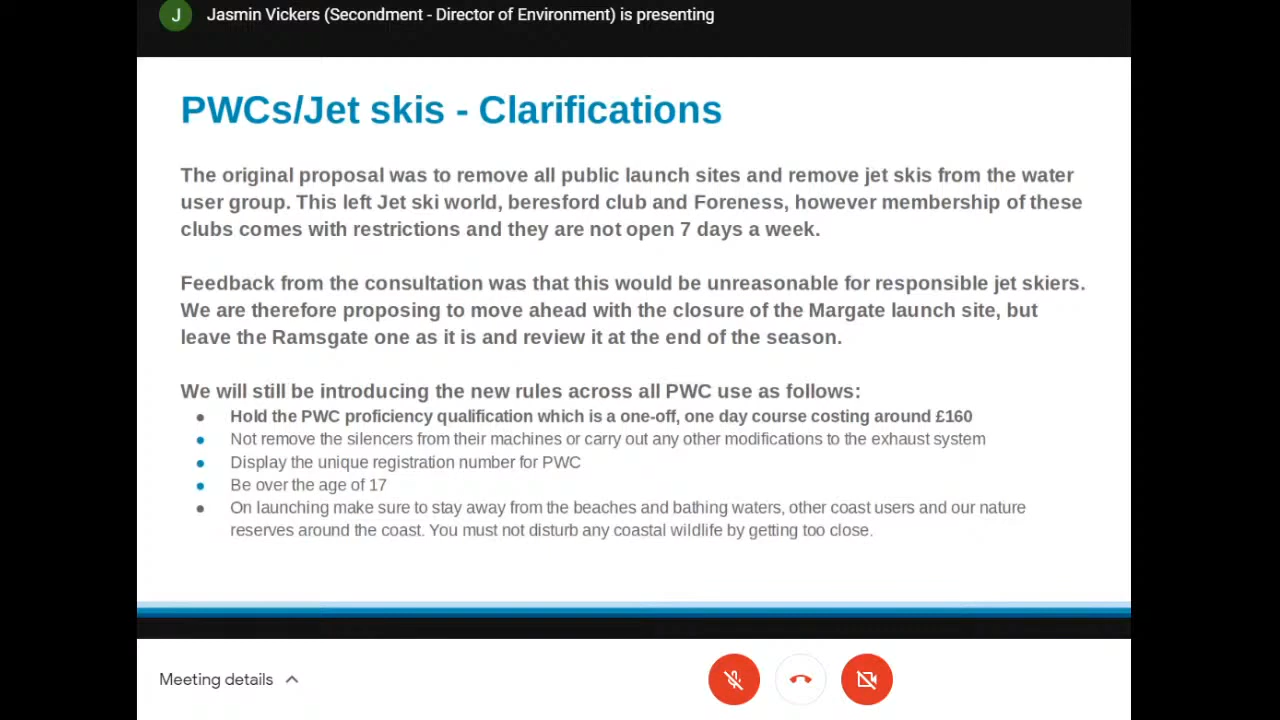 J
Jasmin Vickers (Secondment - Director of Environment) is presenting
PWCs/Jet skis - Clarifications
The original proposal was to remove all public launch sites and remove jet skis from the water
user group. This left Jet ski world, beresford club and Foreness, however membership of these
clubs comes with restrictions and they are not open 7 days a week.
Feedback from the consultation was that this would be unreasonable for responsible jet skiers.
We are therefore proposing to move ahead with the closure of the Margate launch site, but
leave the Ramsgate one as it is and review it at the end of the season.
We will still be introducing the new rules across all PWC use as follows:
● Hold the PWC proficiency qualification which is a one-off, one day course costing around £160
● Not remove the silencers from their machines or carry out any other modifications to the exhaust system
● Display the unique registration number for PWC
● Be over the age of 17
● On launching make sure to stay away from the beaches and bathing waters, other coast users and our nature
reserves around the coast. You must not disturb any coastal wildlife by getting too close.
Meeting details